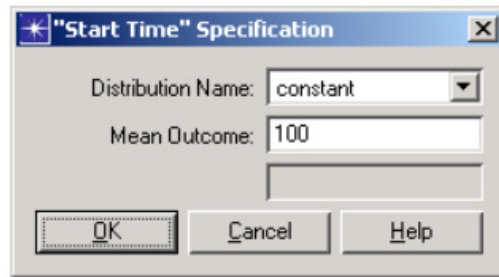 "Start Time" Specification
Distribution Name: constant
Mean Outcome: 100
OK Cancel Help